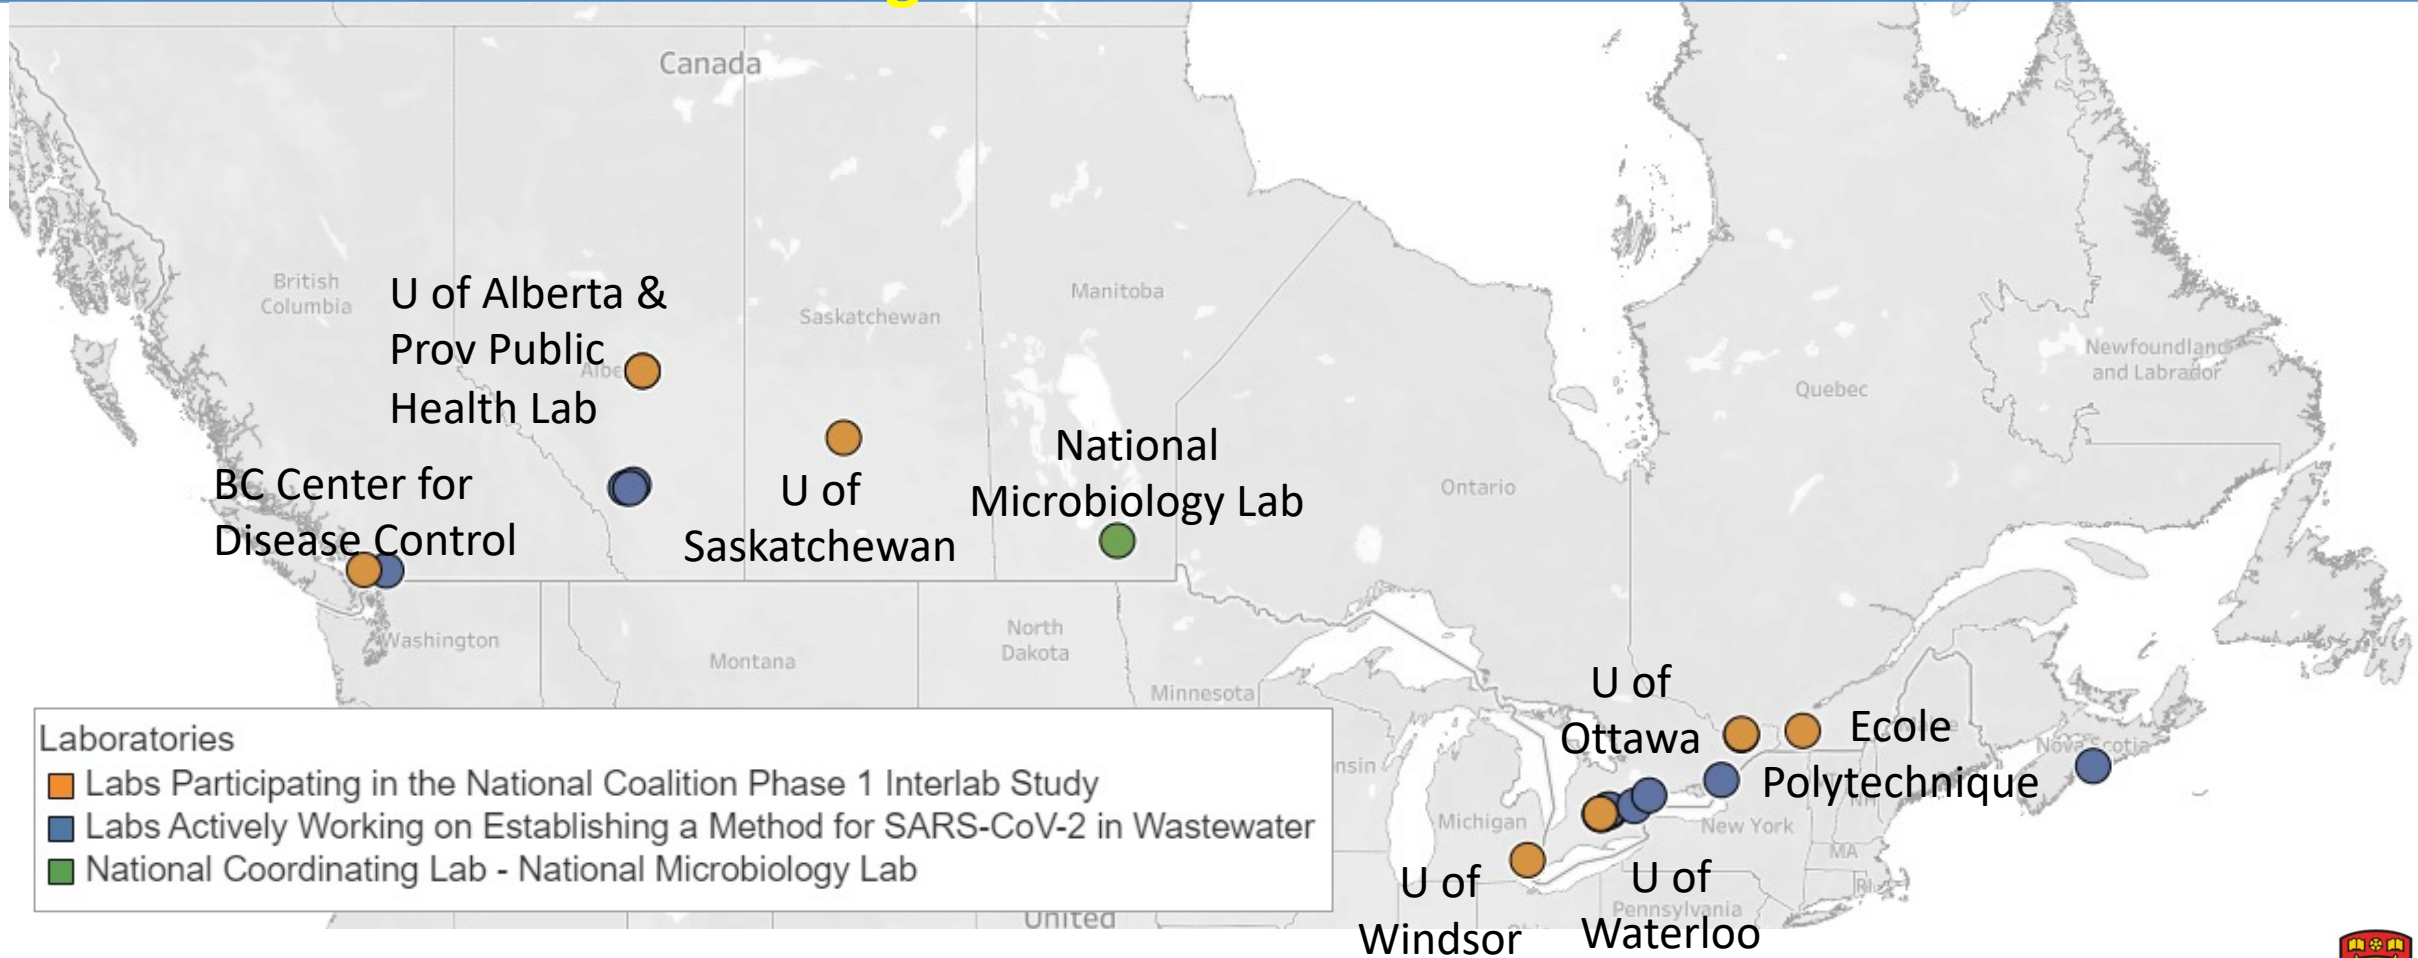 Canada
British
Columbia
U of Alberta &
Prov Public
Health Lab
Saskatchewan
Manitoba
Newfoundland
and Labrador
Quebec
BC Center for
Disease Control
U of
Saskatchewan
National
Microbiology Lab
Ontario
Washington
Montana
North
Dakota
Minnesota
U of
Ottawa
Ecole
Polytechnique
Nova Scotia
Laboratories
Labs Participating in the National Coalition Phase 1 Interlab Study
Labs Actively Working on Establishing a Method for SARS-CoV-2 in Wastewater
National Coordinating Lab - National Microbiology Lab
nsin
Michigan
New York
NH
MA
RI
U of
Windsor
U of
Waterloo
Pennsylvania
United